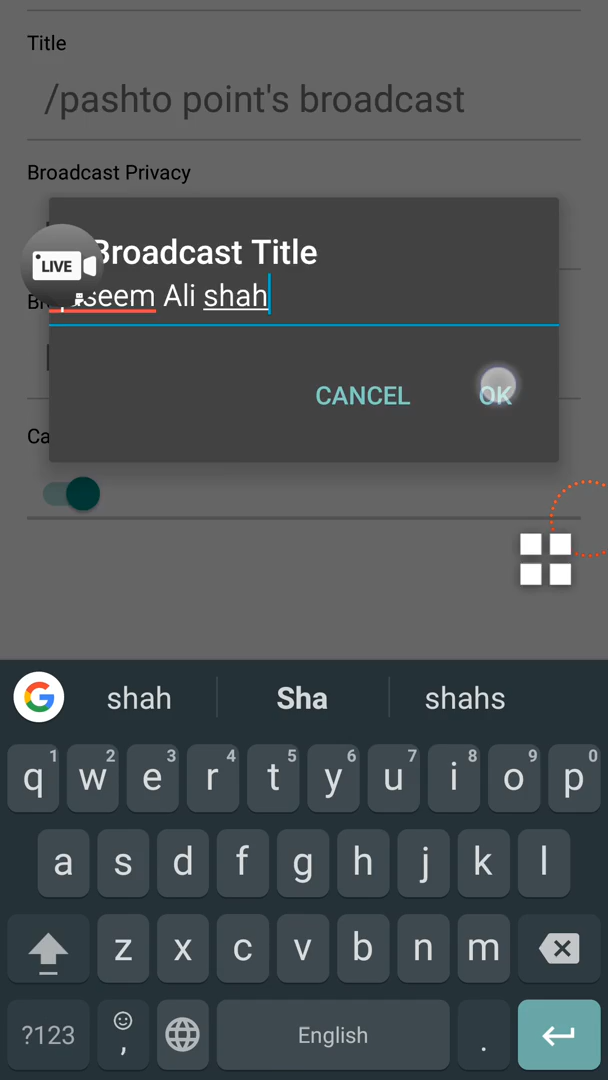 Title
/pashto point's broadcast
Broadcast Privacy
Broadcast Title
LIVE
Ali shah
CANCEL
OK
shah
Sha
shahs
q 1 w 2 e 3 r 4 t 5 y 6 u 7 i 8 o 9 p 0
a s d f g h j k l
z x c v b n m
?123 , English .